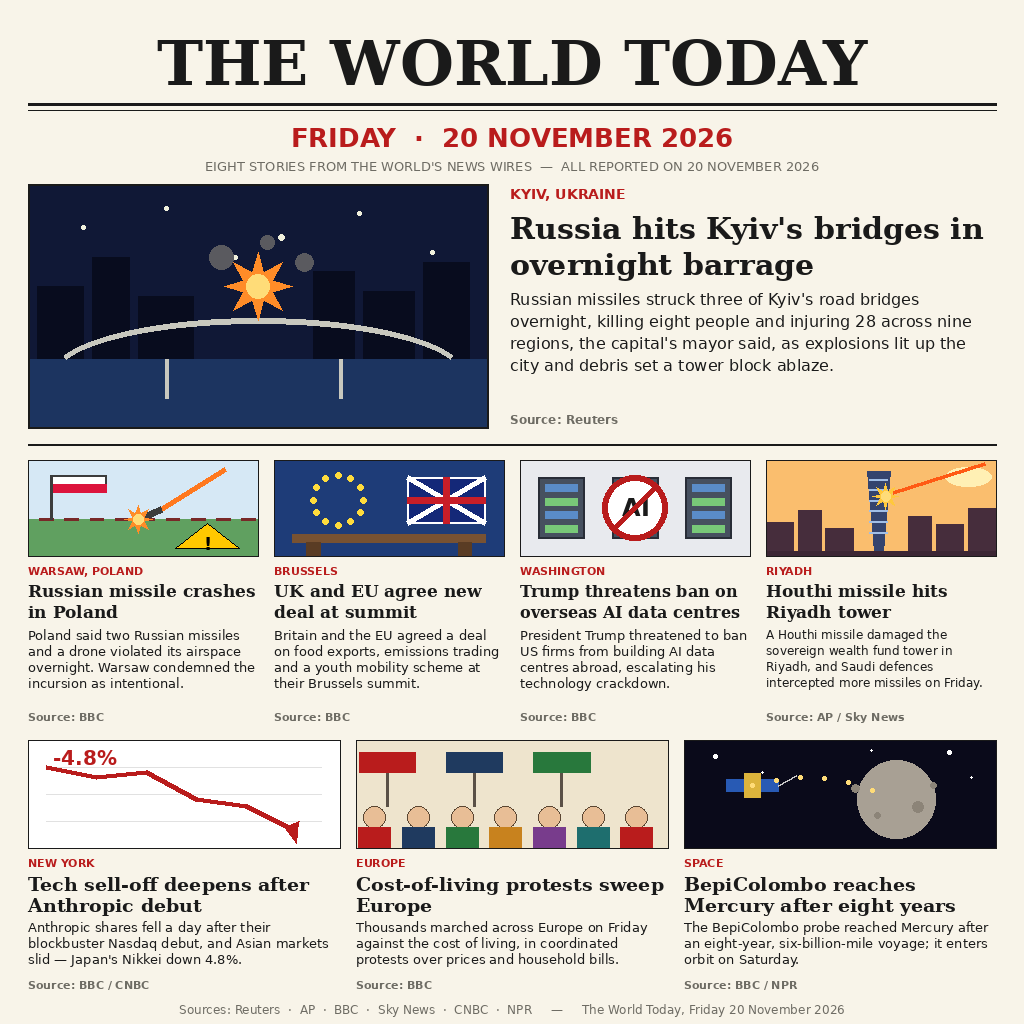 THE WORLD TODAY
FRIDAY · 20 NOVEMBER 2026
EIGHT STORIES FROM THE WORLD'S NEWS WIRES — ALL REPORTED ON 20 NOVEMBER 2026
KYIV, UKRAINE
Russia hits Kyiv's bridges in
overnight barrage
Russian missiles struck three of Kyiv's road bridges
overnight, killing eight people and injuring 28 across nine
regions, the capital's mayor said, as explosions lit up the
city and debris set a tower block ablaze.
Source: Reuters
!
WARSAW, POLAND
Russian missile crashes
in Poland
Poland said two Russian missiles
and a drone violated its airspace
overnight. Warsaw condemned the
incursion as intentional.
Source: BBC
BRUSSELS
UK and EU agree new
deal at summit
Britain and the EU agreed a deal
on food exports, emissions trading
and a youth mobility scheme at
their Brussels summit.
Source: BBC
AI
WASHINGTON
Trump threatens ban on
overseas AI data centres
President Trump threatened to ban
US firms from building AI data
centres abroad, escalating his
technology crackdown.
Source: BBC
RIYADH
Houthi missile hits
Riyadh tower
A Houthi missile damaged the
sovereign wealth fund tower in
Riyadh, and Saudi defences
intercepted more missiles on Friday.
Source: AP / Sky News
-4.8%
NEW YORK
Tech sell-off deepens after
Anthropic debut
Anthropic shares fell a day after their
blockbuster Nasdaq debut, and Asian markets
slid — Japan's Nikkei down 4.8%.
Source: BBC / CNBC
EUROPE
Cost-of-living protests sweep
Europe
Thousands marched across Europe on Friday
against the cost of living, in coordinated
protests over prices and household bills.
Source: BBC
SPACE
BepiColombo reaches
Mercury after eight years
The BepiColombo probe reached Mercury after
an eight-year, six-billion-mile voyage; it enters
orbit on Saturday.
Source: BBC / NPR
Sources: Reuters · AP · BBC · Sky News · CNBC · NPR — The World Today, Friday 20 November 2026